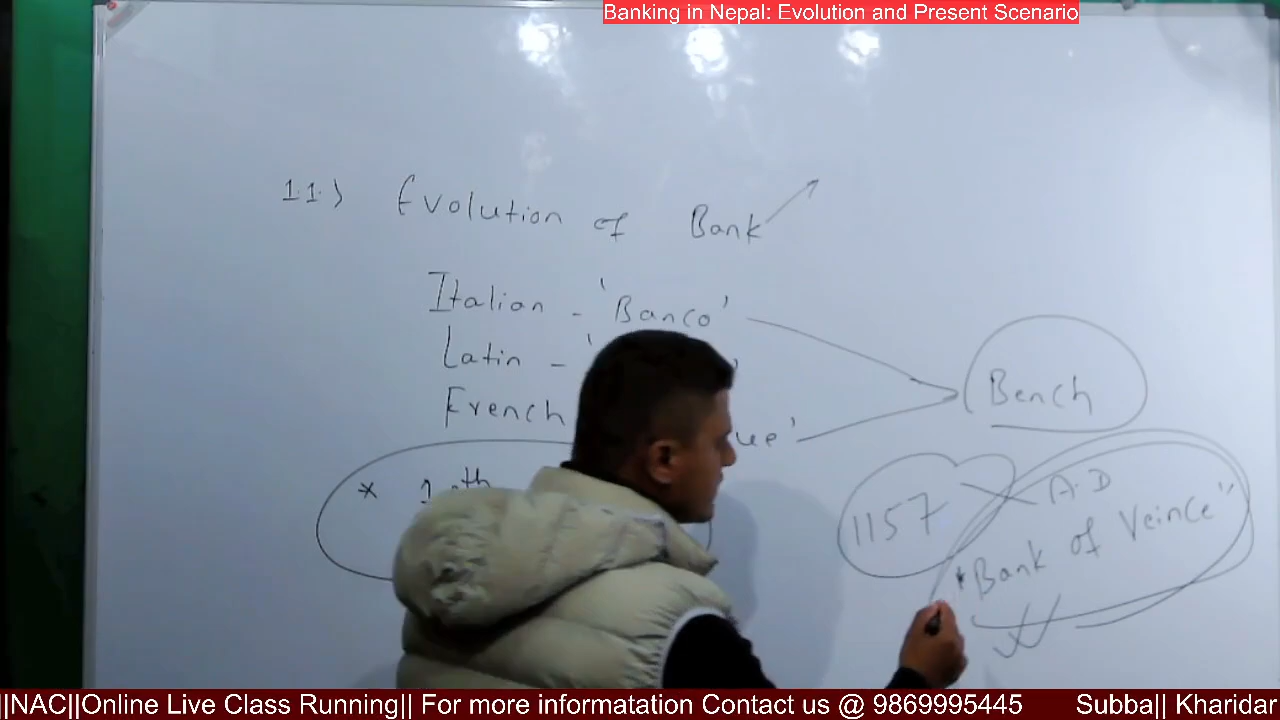 Banking in Nepal: Evolution and Present Scenario
1.1) Evolution of Bank
Italian - 'Banco'
Latin - '
French
Bench
*
1157 A.D
"Bank of Veince"
||NAC||Online Live Class Running|| For more informatation Contact us @ 9869995445 Subba|| Kharidar